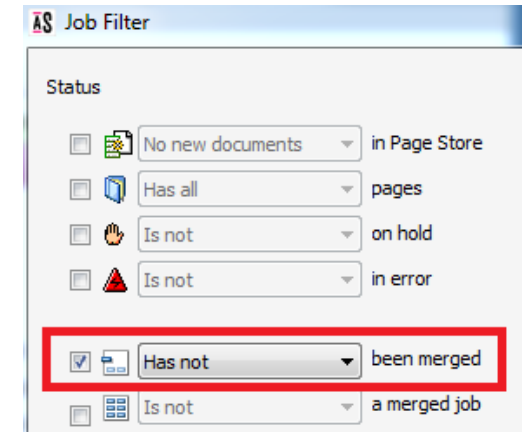 AS Job Filter
Status
No new documents in Page Store
Has all pages
Is not on hold
Is not in error
Has not been merged
Is not a merged job